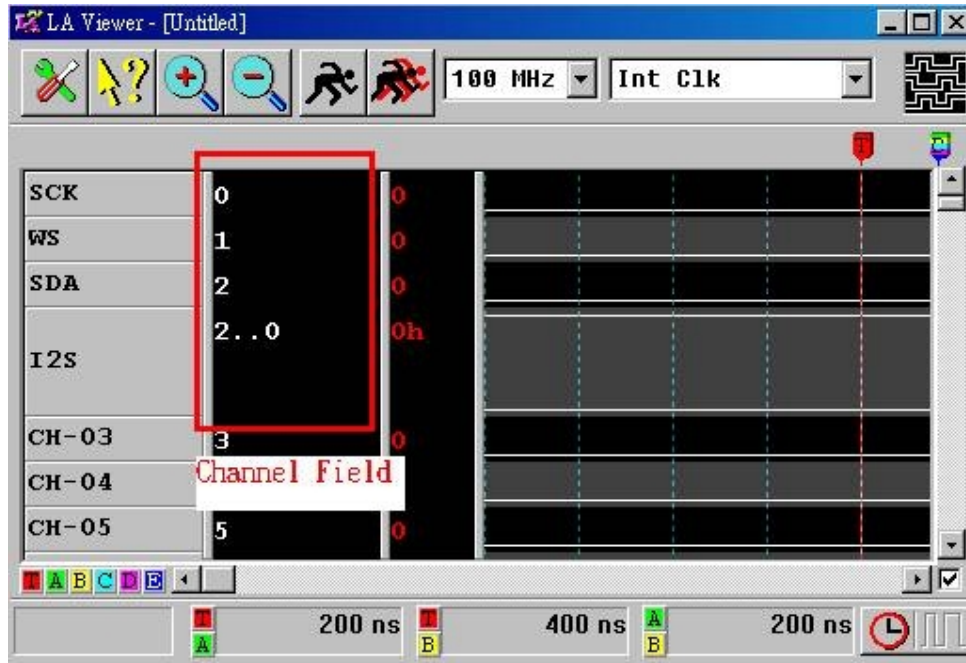 LA Viewer - [Untitled]
100 MHz Int Clk
T C
SCK 0 0
WS 1 0
SDA 2 0
I2S 2..0 0h
CH-03 3 0
CH-04
Channel Field
CH-05 5 0
T A B C D E
T A 200 ns T B 400 ns A B 200 ns